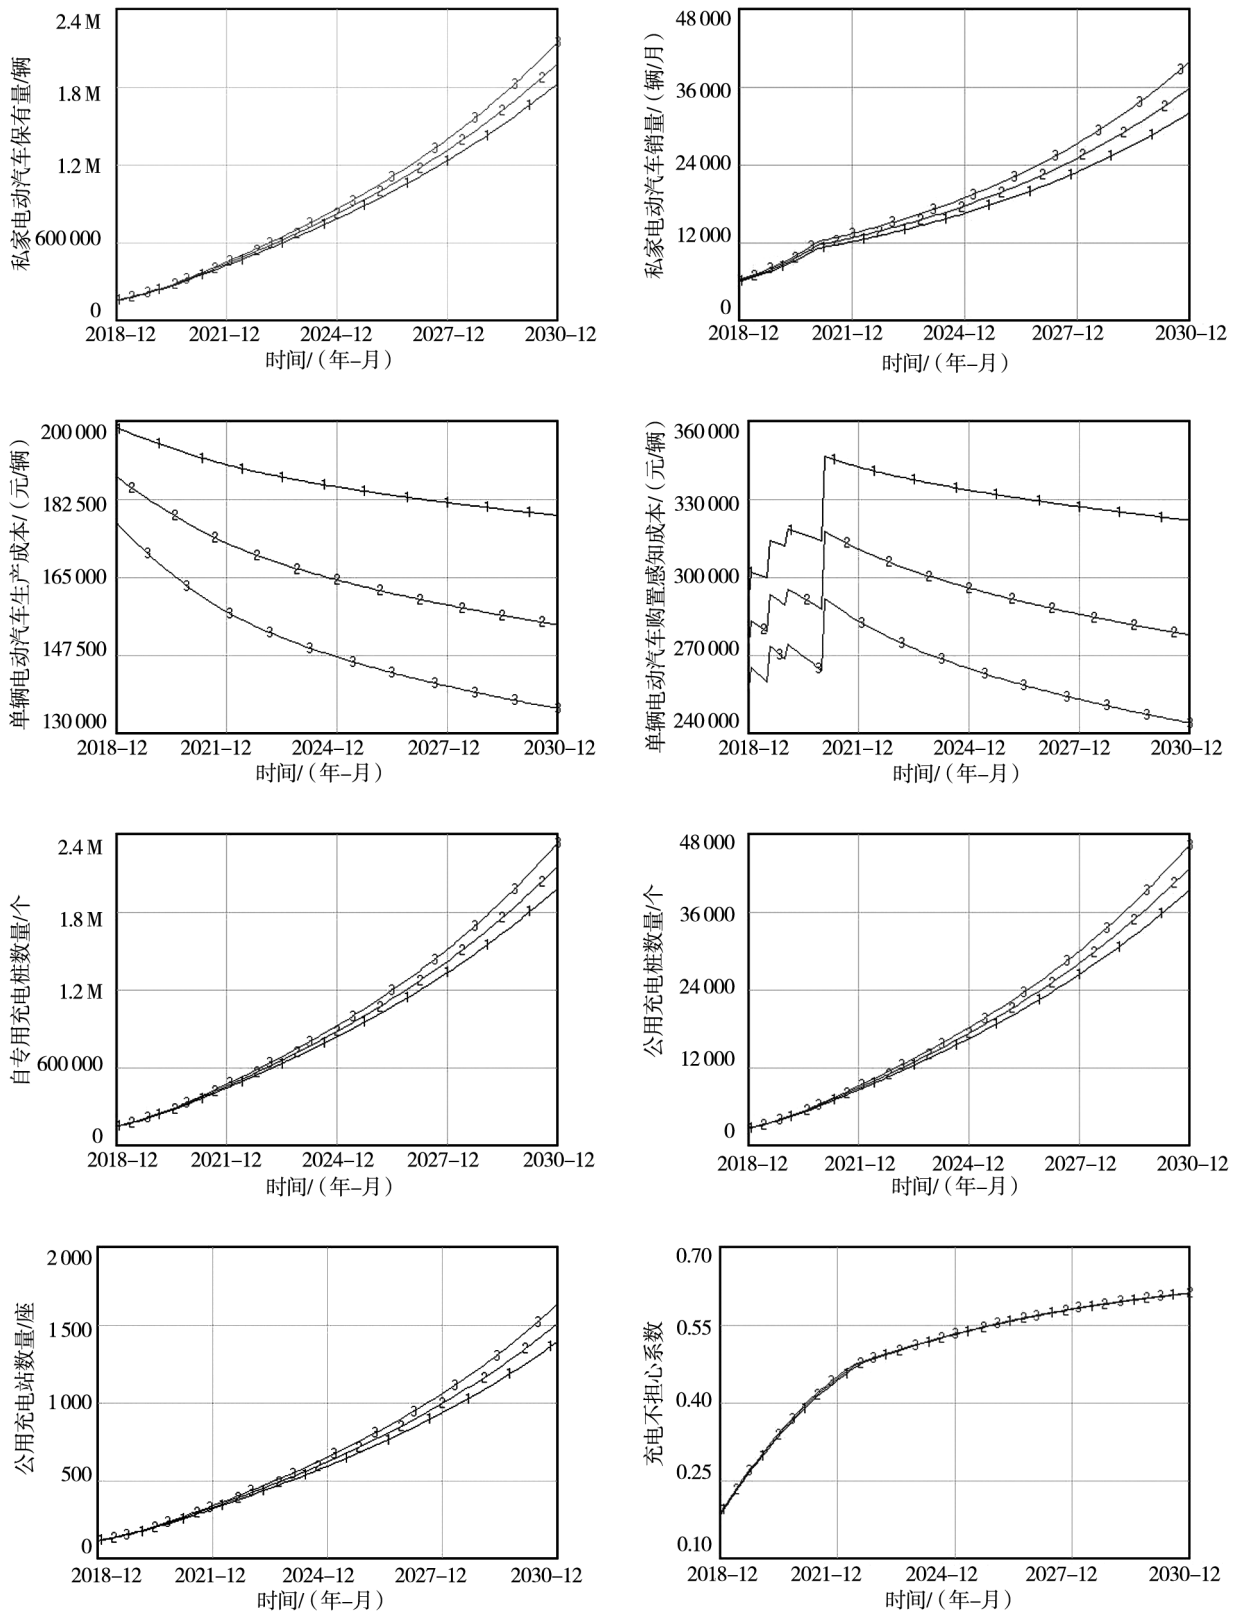 2.4 M
1.8 M
1.2 M
600 000
0
私家电动汽车保有量/辆
2018–12 2021–12 2024–12 2027–12 2030–12
时间/（年–月）
48 000
36 000
24 000
12 000
0
私家电动汽车销量/（辆/月）
2018–12 2021–12 2024–12 2027–12 2030–12
时间/（年–月）
200 000
182 500
165 000
147 500
130 000
单辆电动汽车生产成本/（元/辆）
2018–12 2021–12 2024–12 2027–12 2030–12
时间/（年–月）
360 000
330 000
300 000
270 000
240 000
单辆电动汽车购置感知成本/（元/辆）
2018–12 2021–12 2024–12 2027–12 2030–12
时间/（年–月）
2.4 M
1.8 M
1.2 M
600 000
0
自专用充电桩数量/个
2018–12 2021–12 2024–12 2027–12 2030–12
时间/（年–月）
48 000
36 000
24 000
12 000
0
公用充电桩数量/个
2018–12 2021–12 2024–12 2027–12 2030–12
时间/（年–月）
2 000
1 500
1 000
500
0
公用充电站数量/座
2018–12 2021–12 2024–12 2027–12 2030–12
时间/（年–月）
0.70
0.55
0.40
0.25
0.10
充电不担心系数
2018–12 2021–12 2024–12 2027–12 2030–12
时间/（年–月）